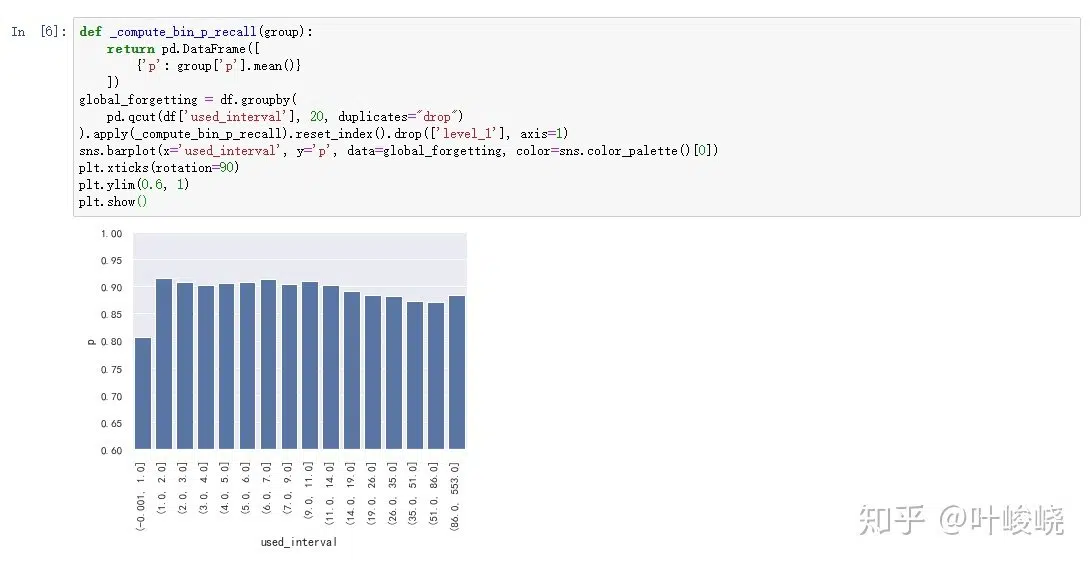 In [6]:
def _compute_bin_p_recall(group):
    return pd.DataFrame([
        {'p': group['p'].mean()}
    ])
global_forgetting = df.groupby(
    pd.qcut(df['used_interval'], 20, duplicates="drop")
).apply(_compute_bin_p_recall).reset_index().drop(['level_1'], axis=1)
sns.barplot(x='used_interval', y='p', data=global_forgetting, color=sns.color_palette()[0])
plt.xticks(rotation=90)
plt.ylim(0.6, 1)
plt.show()
1.00
0.95
0.90
0.85
0.80
0.75
0.70
0.65
0.60
p
(-0.001, 1.0]
(1.0, 2.0]
(2.0, 3.0]
(3.0, 4.0]
(4.0, 5.0]
(5.0, 6.0]
(6.0, 7.0]
(7.0, 9.0]
(9.0, 11.0]
(11.0, 14.0]
(14.0, 19.0]
(19.0, 26.0]
(26.0, 35.0]
(35.0, 51.0]
(51.0, 86.0]
(86.0, 553.0]
used_interval
知乎 @叶峻峣